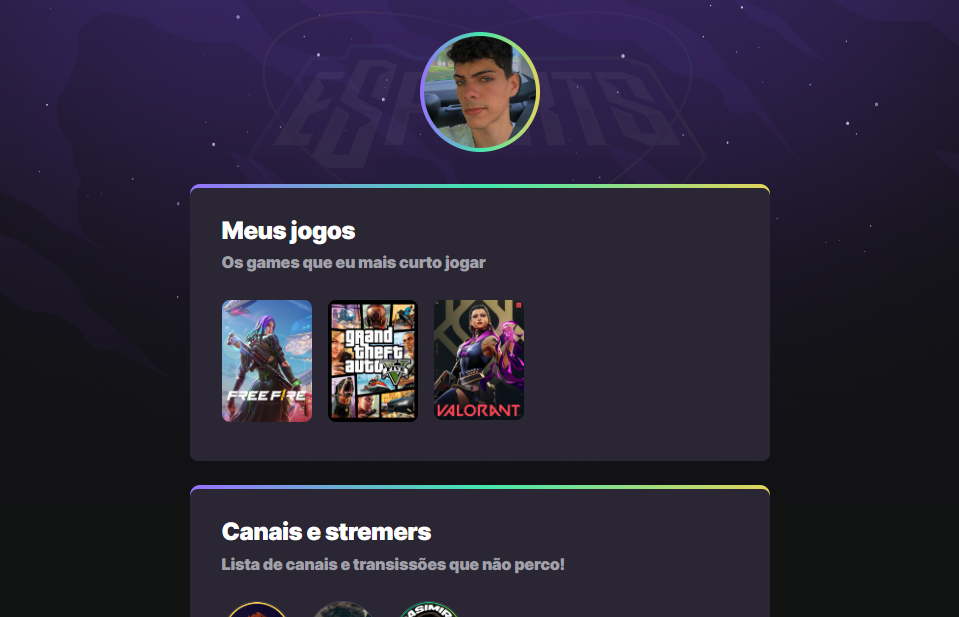 eSPORTS
Meus jogos
Os games que eu mais curto jogar
FREE FIRE
grand
theft
auto
V
VALORANT
Canais e stremers
Lista de canais e transissões que não perco!